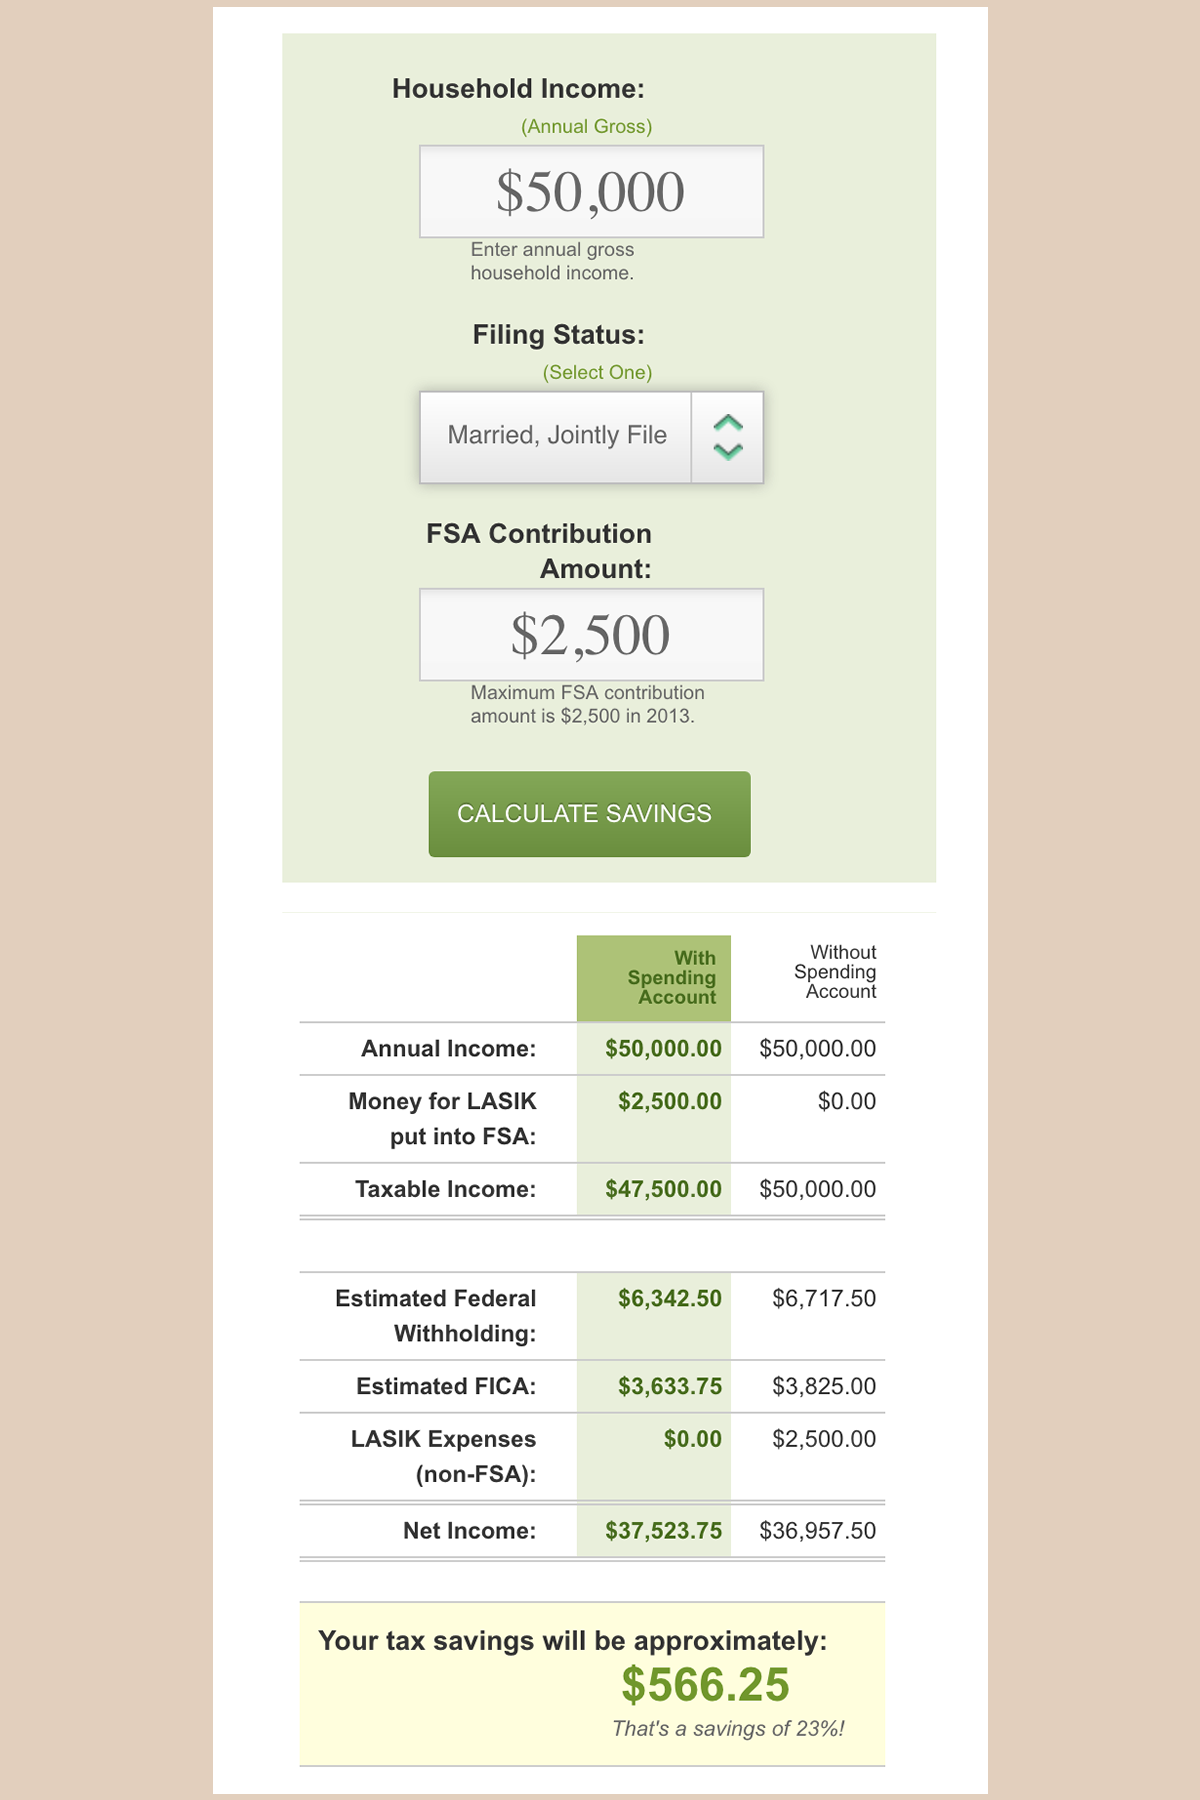 Household Income:
(Annual Gross)
$50,000
Enter annual gross
household income.
Filing Status:
(Select One)
Married, Jointly File
FSA Contribution
Amount:
$2,500
Maximum FSA contribution
amount is $2,500 in 2013.
CALCULATE SAVINGS
With
Spending
Account
Without
Spending
Account
Annual Income: $50,000.00 $50,000.00
Money for LASIK $2,500.00 $0.00
put into FSA:
Taxable Income: $47,500.00 $50,000.00
Estimated Federal $6,342.50 $6,717.50
Withholding:
Estimated FICA: $3,633.75 $3,825.00
LASIK Expenses $0.00 $2,500.00
(non-FSA):
Net Income: $37,523.75 $36,957.50
Your tax savings will be approximately:
$566.25
That's a savings of 23%!